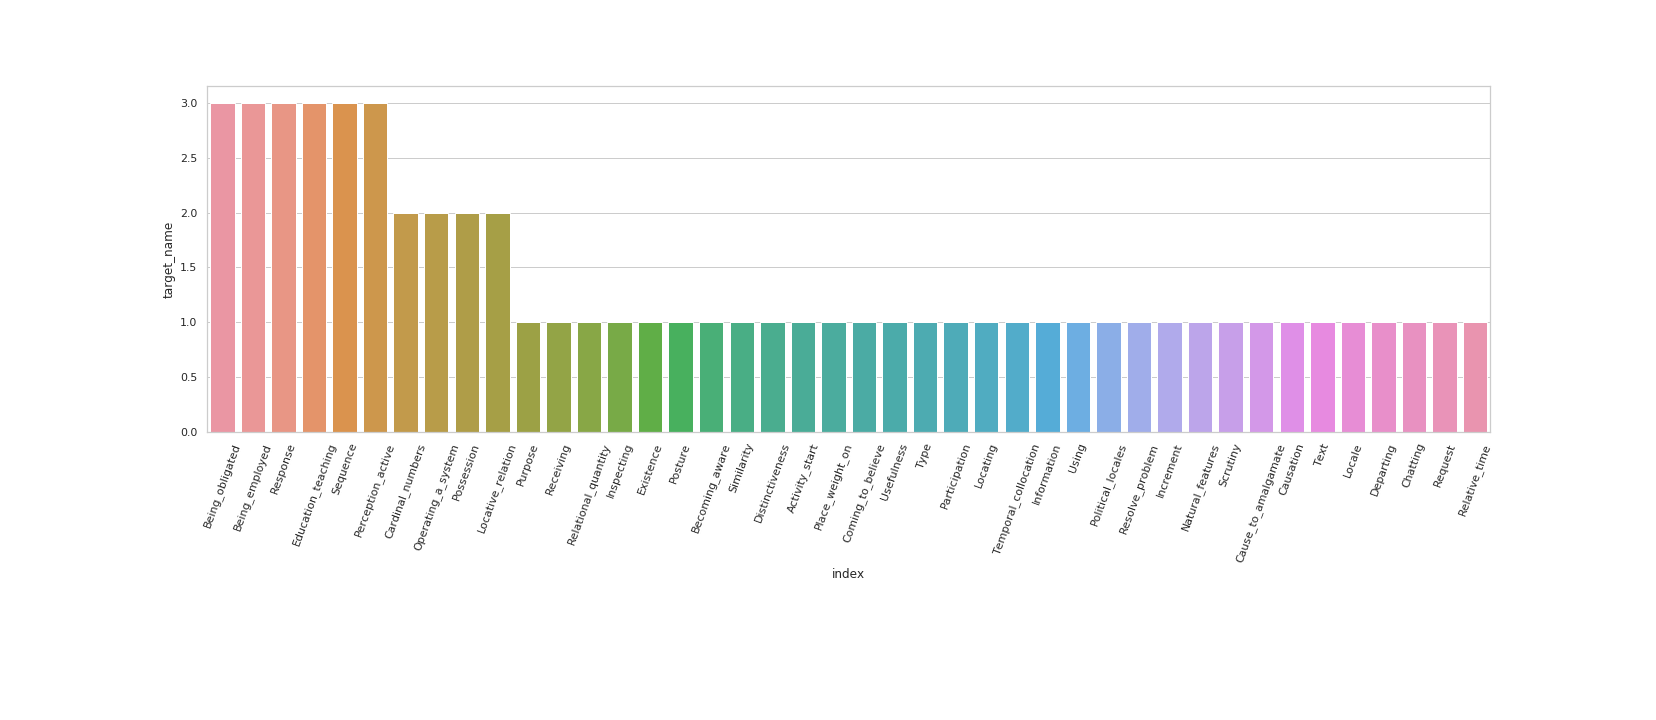 3.0
2.5
2.0
1.5
1.0
0.5
0.0
target_name
Being_obligated
Being_employed
Response
Education_teaching
Sequence
Perception_active
Cardinal_numbers
Operating_a_system
Possession
Locative_relation
Purpose
Receiving
Relational_quantity
Inspecting
Existence
Posture
Becoming_aware
Similarity
Distinctiveness
Activity_start
Place_weight_on
Coming_to_believe
Usefulness
Type
Participation
Locating
Temporal_collocation
Information
Using
Political_locales
Resolve_problem
Increment
Natural_features
Scrutiny
Cause_to_amalgamate
Causation
Text
Locale
Departing
Chatting
Request
Relative_time
index